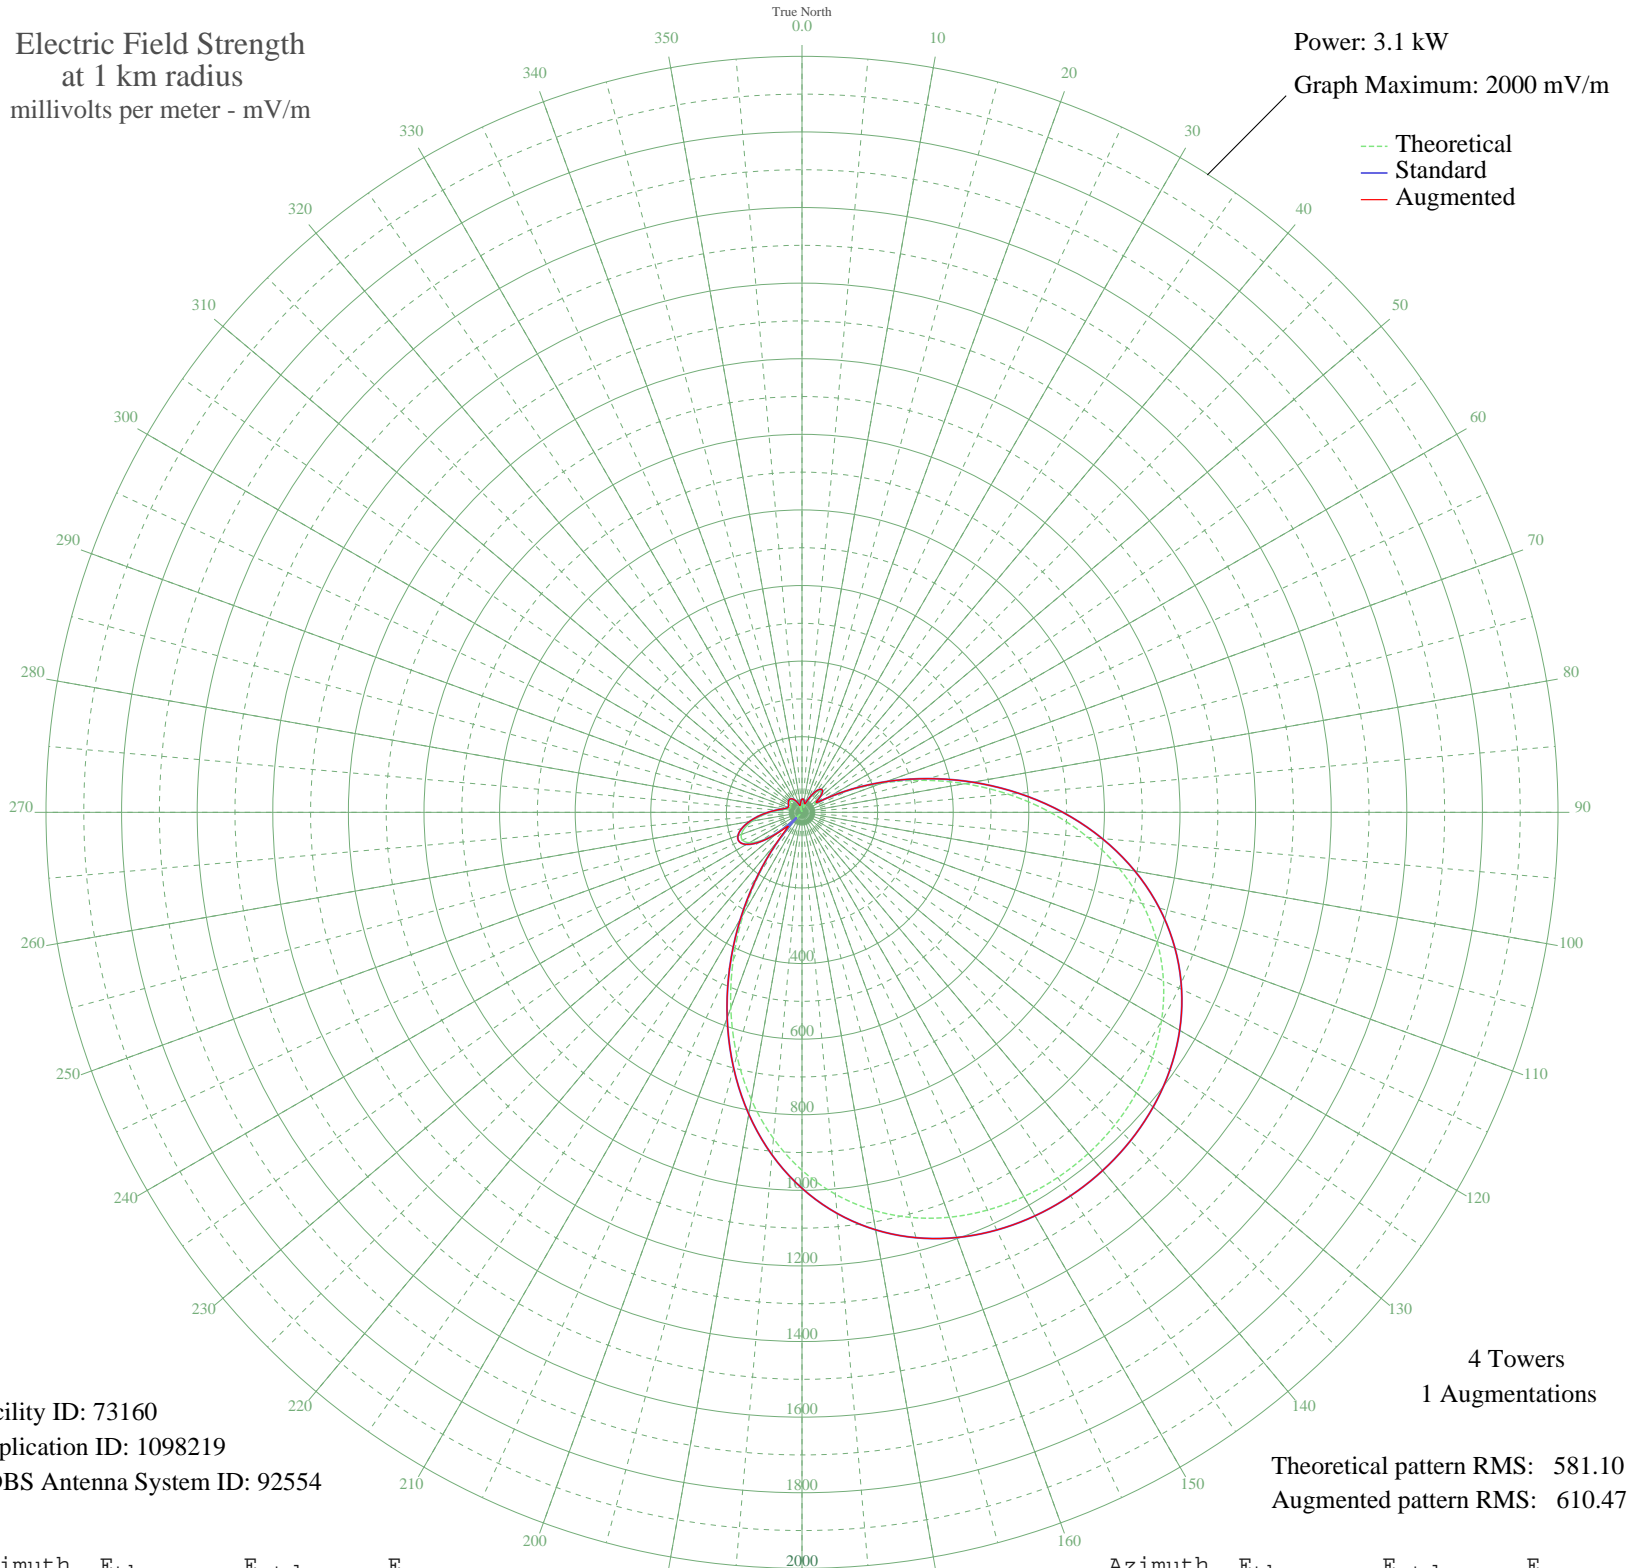 True North
Electric Field Strength
at 1 km radius
millivolts per meter - mV/m
Power: 3.1 kW
Graph Maximum: 2000 mV/m
Theoretical
Standard
Augmented
0.0
10
20
30
40
50
60
70
80
90
100
110
120
130
140
150
160
200
210
220
230
240
250
260
270
280
290
300
310
320
330
340
350
400
600
800
1000
1200
1400
1600
1800
2000
4 Towers
1 Augmentations
cility ID: 73160
plication ID: 1098219
DBS Antenna System ID: 92554
Theoretical pattern RMS: 581.10
Augmented pattern RMS: 610.47
Azimuth